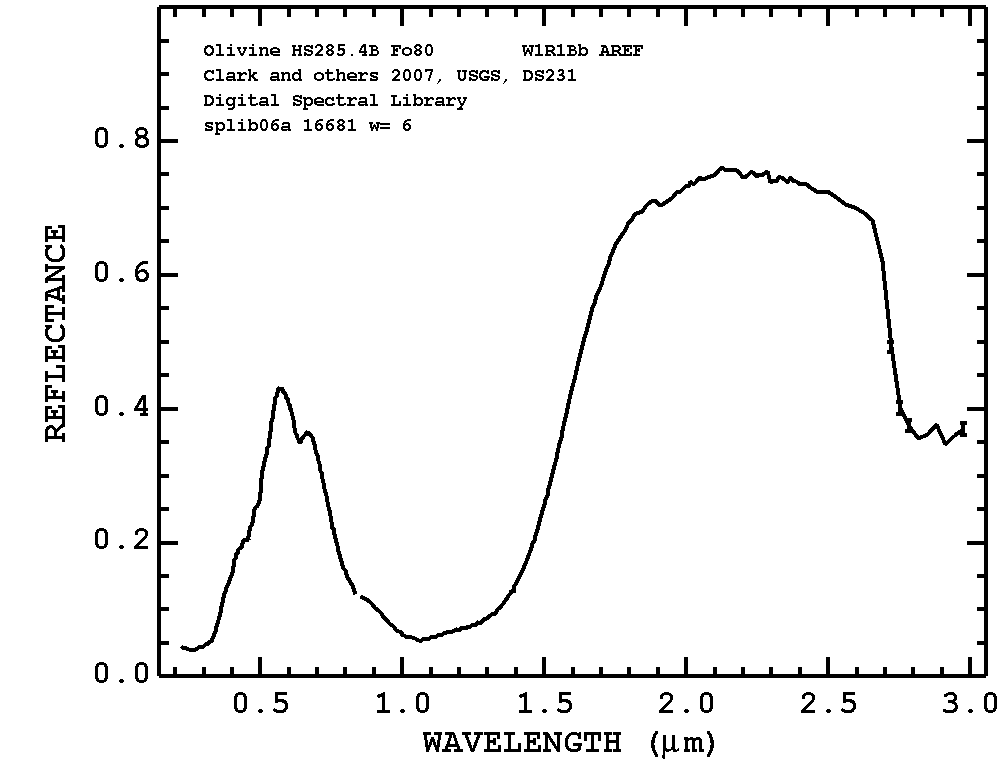 Olivine HS285.4B Fo80 W1R1Bb AREF
Clark and others 2007, USGS, DS231
Digital Spectral Library
splib06a 16681 w= 6
REFLECTANCE
0.8
0.6
0.4
0.2
0.0
0.5 1.0 1.5 2.0 2.5 3.0
WAVELENGTH (μm)